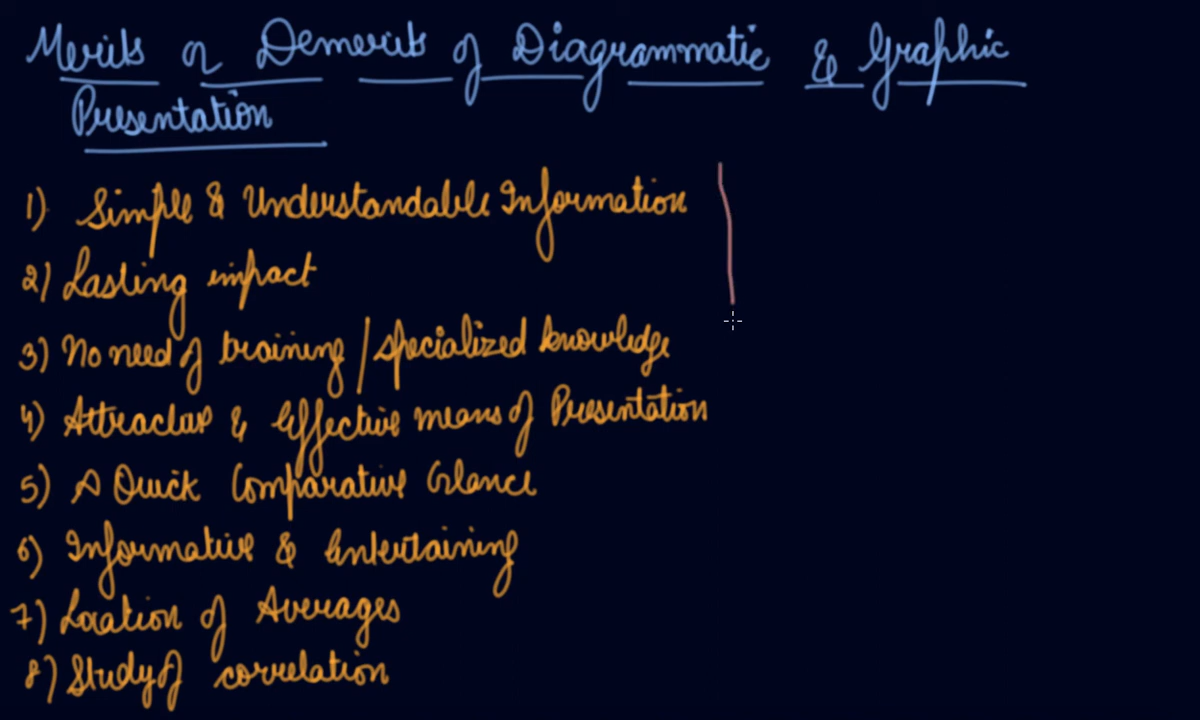 Merits or Demerits of Diagrammatic & Graphic
Presentation
1) Simple & Understandable Information
2) Lasting impact
3) No need of training / specialized knowledge
4) Attractive & Effective means of Presentation
5) A Quick Comparative Glance
6) Informative & Entertaining
7) Location of Averages
8) Study of correlation